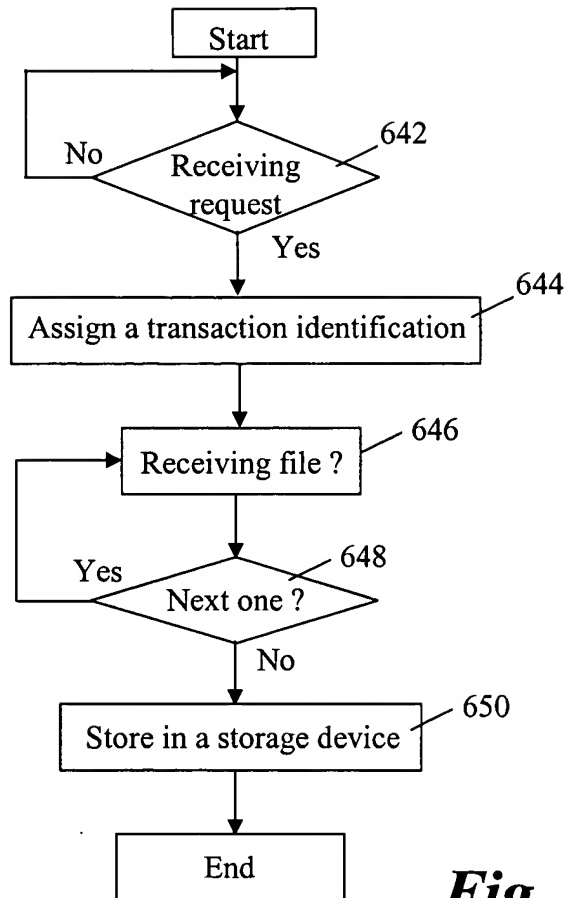 Start
642
No
Receiving
request
Yes
644
Assign a transaction identification
646
Receiving file ?
648
Yes
Next one ?
No
650
Store in a storage device
End
Fig